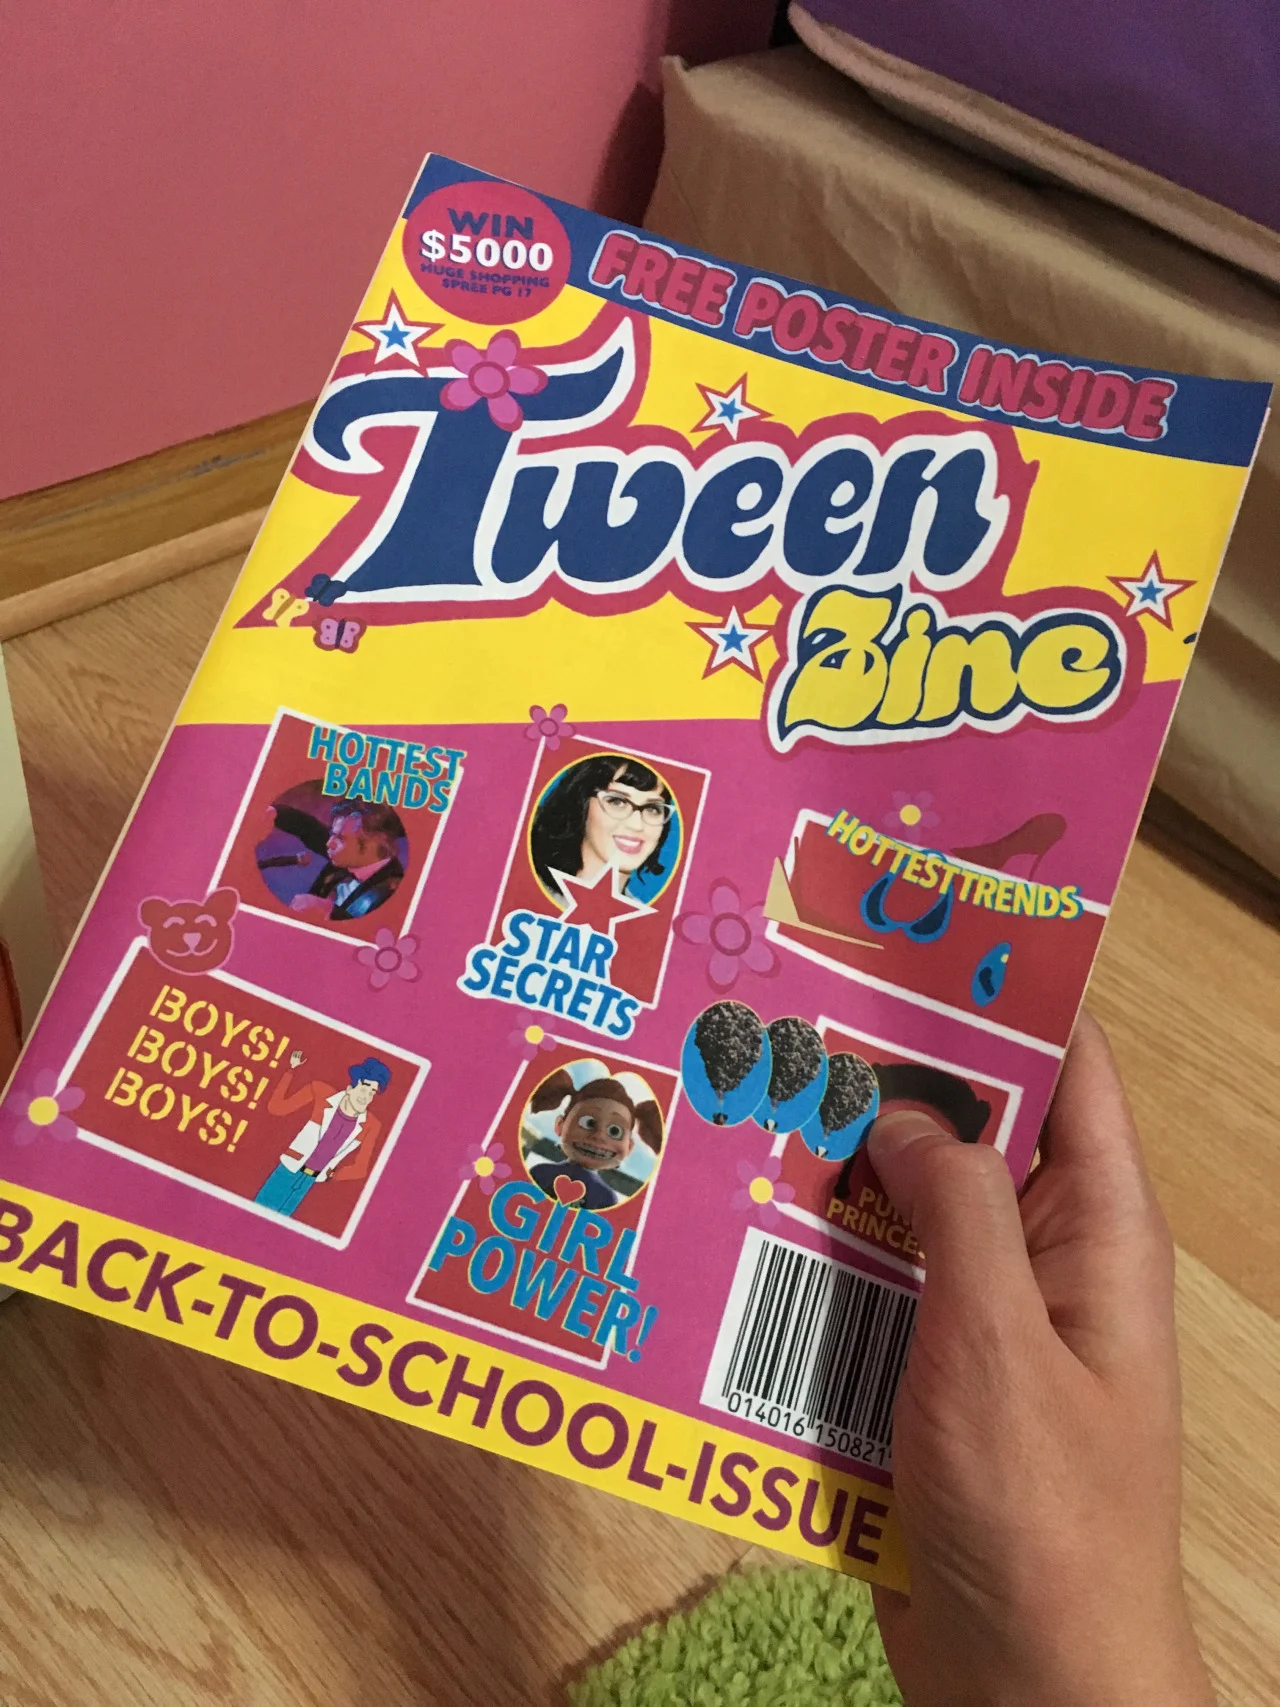 WIN
$5000
HUGE SHOPPING
SPREE PG 17
FREE POSTER INSIDE
Tween
Zine
HOTTEST
BANDS
STAR
SECRETS
HOTTEST TRENDS
BOYS!
BOYS!
BOYS!
GIRL
POWER!
014016 150821
BACK-TO-SCHOOL-ISSUE